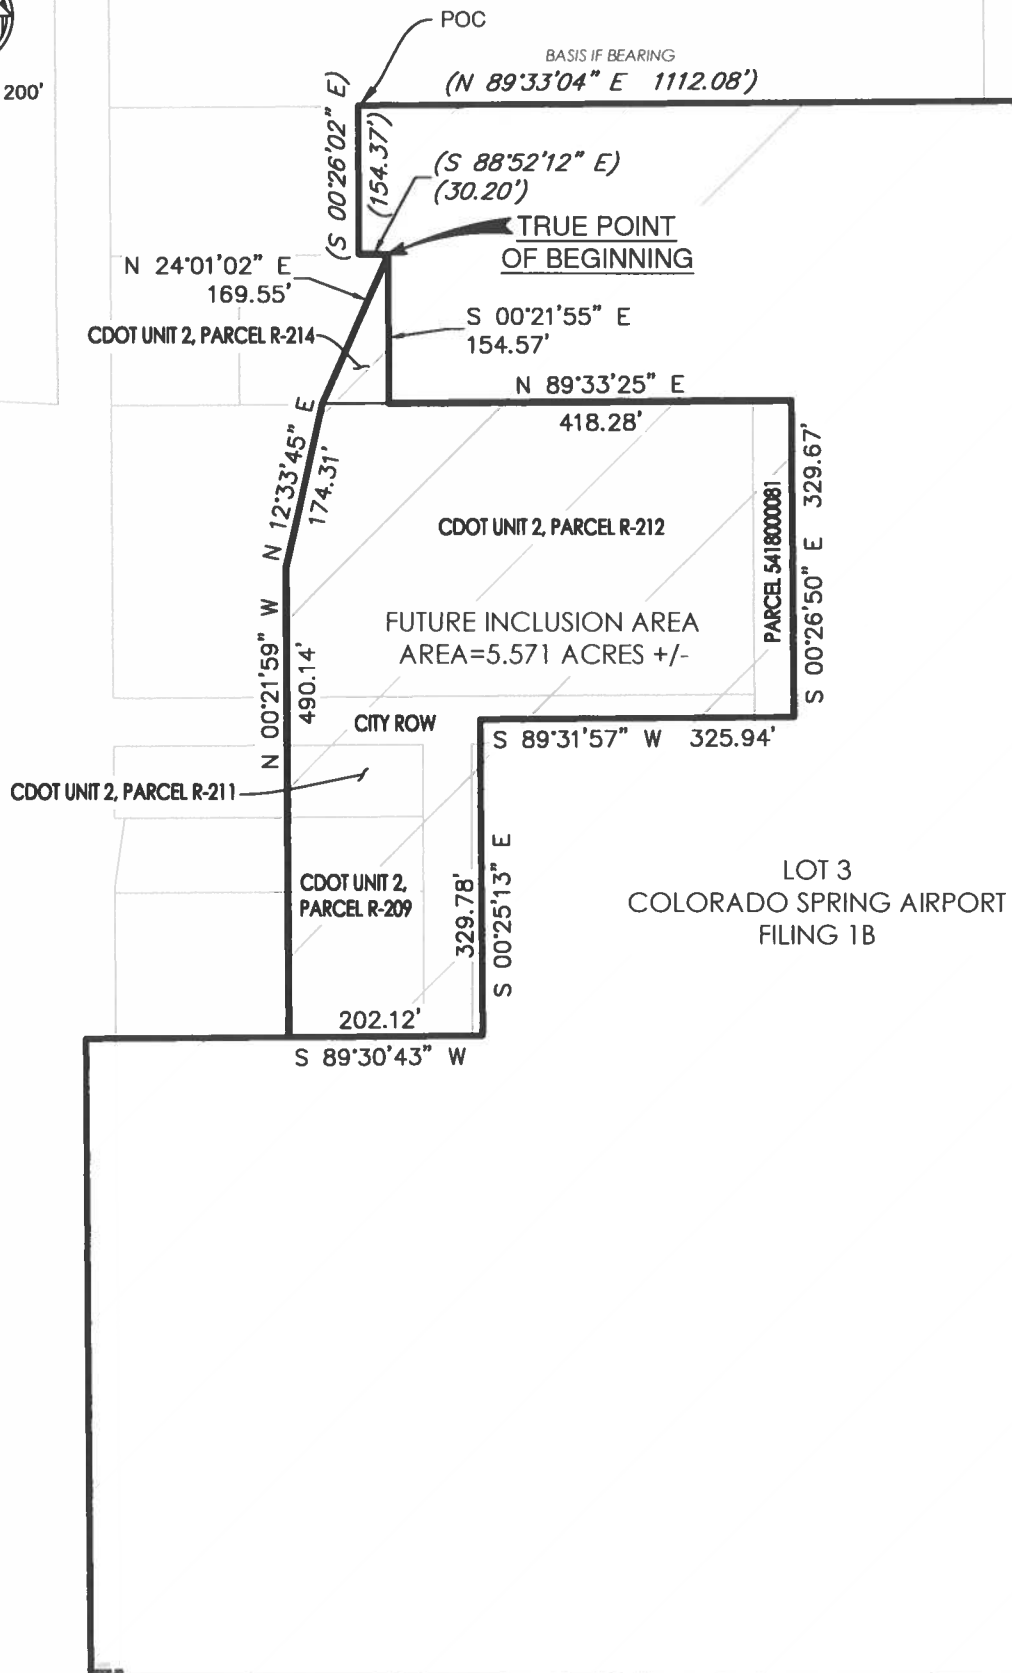 POC
BASIS IF BEARING
(N 89°33'04" E 1112.08')
200'
(S 00°26'02" E)
(154.37')
(S 88°52'12" E)
(30.20')
TRUE POINT
OF BEGINNING
N 24°01'02" E
169.55'
S 00°21'55" E
154.57'
CDOT UNIT 2, PARCEL R-214
N 89°33'25" E
418.28'
N 12°33'45" E
174.31'
S 00°26'50" E 329.67'
PARCEL 5418000081
CDOT UNIT 2, PARCEL R-212
FUTURE INCLUSION AREA
AREA=5.571 ACRES +/-
N 00°21'59" W
490.14'
CITY ROW
S 89°31'57" W 325.94'
CDOT UNIT 2, PARCEL R-211
CDOT UNIT 2,
PARCEL R-209
329.78'
S 00°25'13" E
LOT 3
COLORADO SPRING AIRPORT
FILING 1B
202.12'
S 89°30'43" W